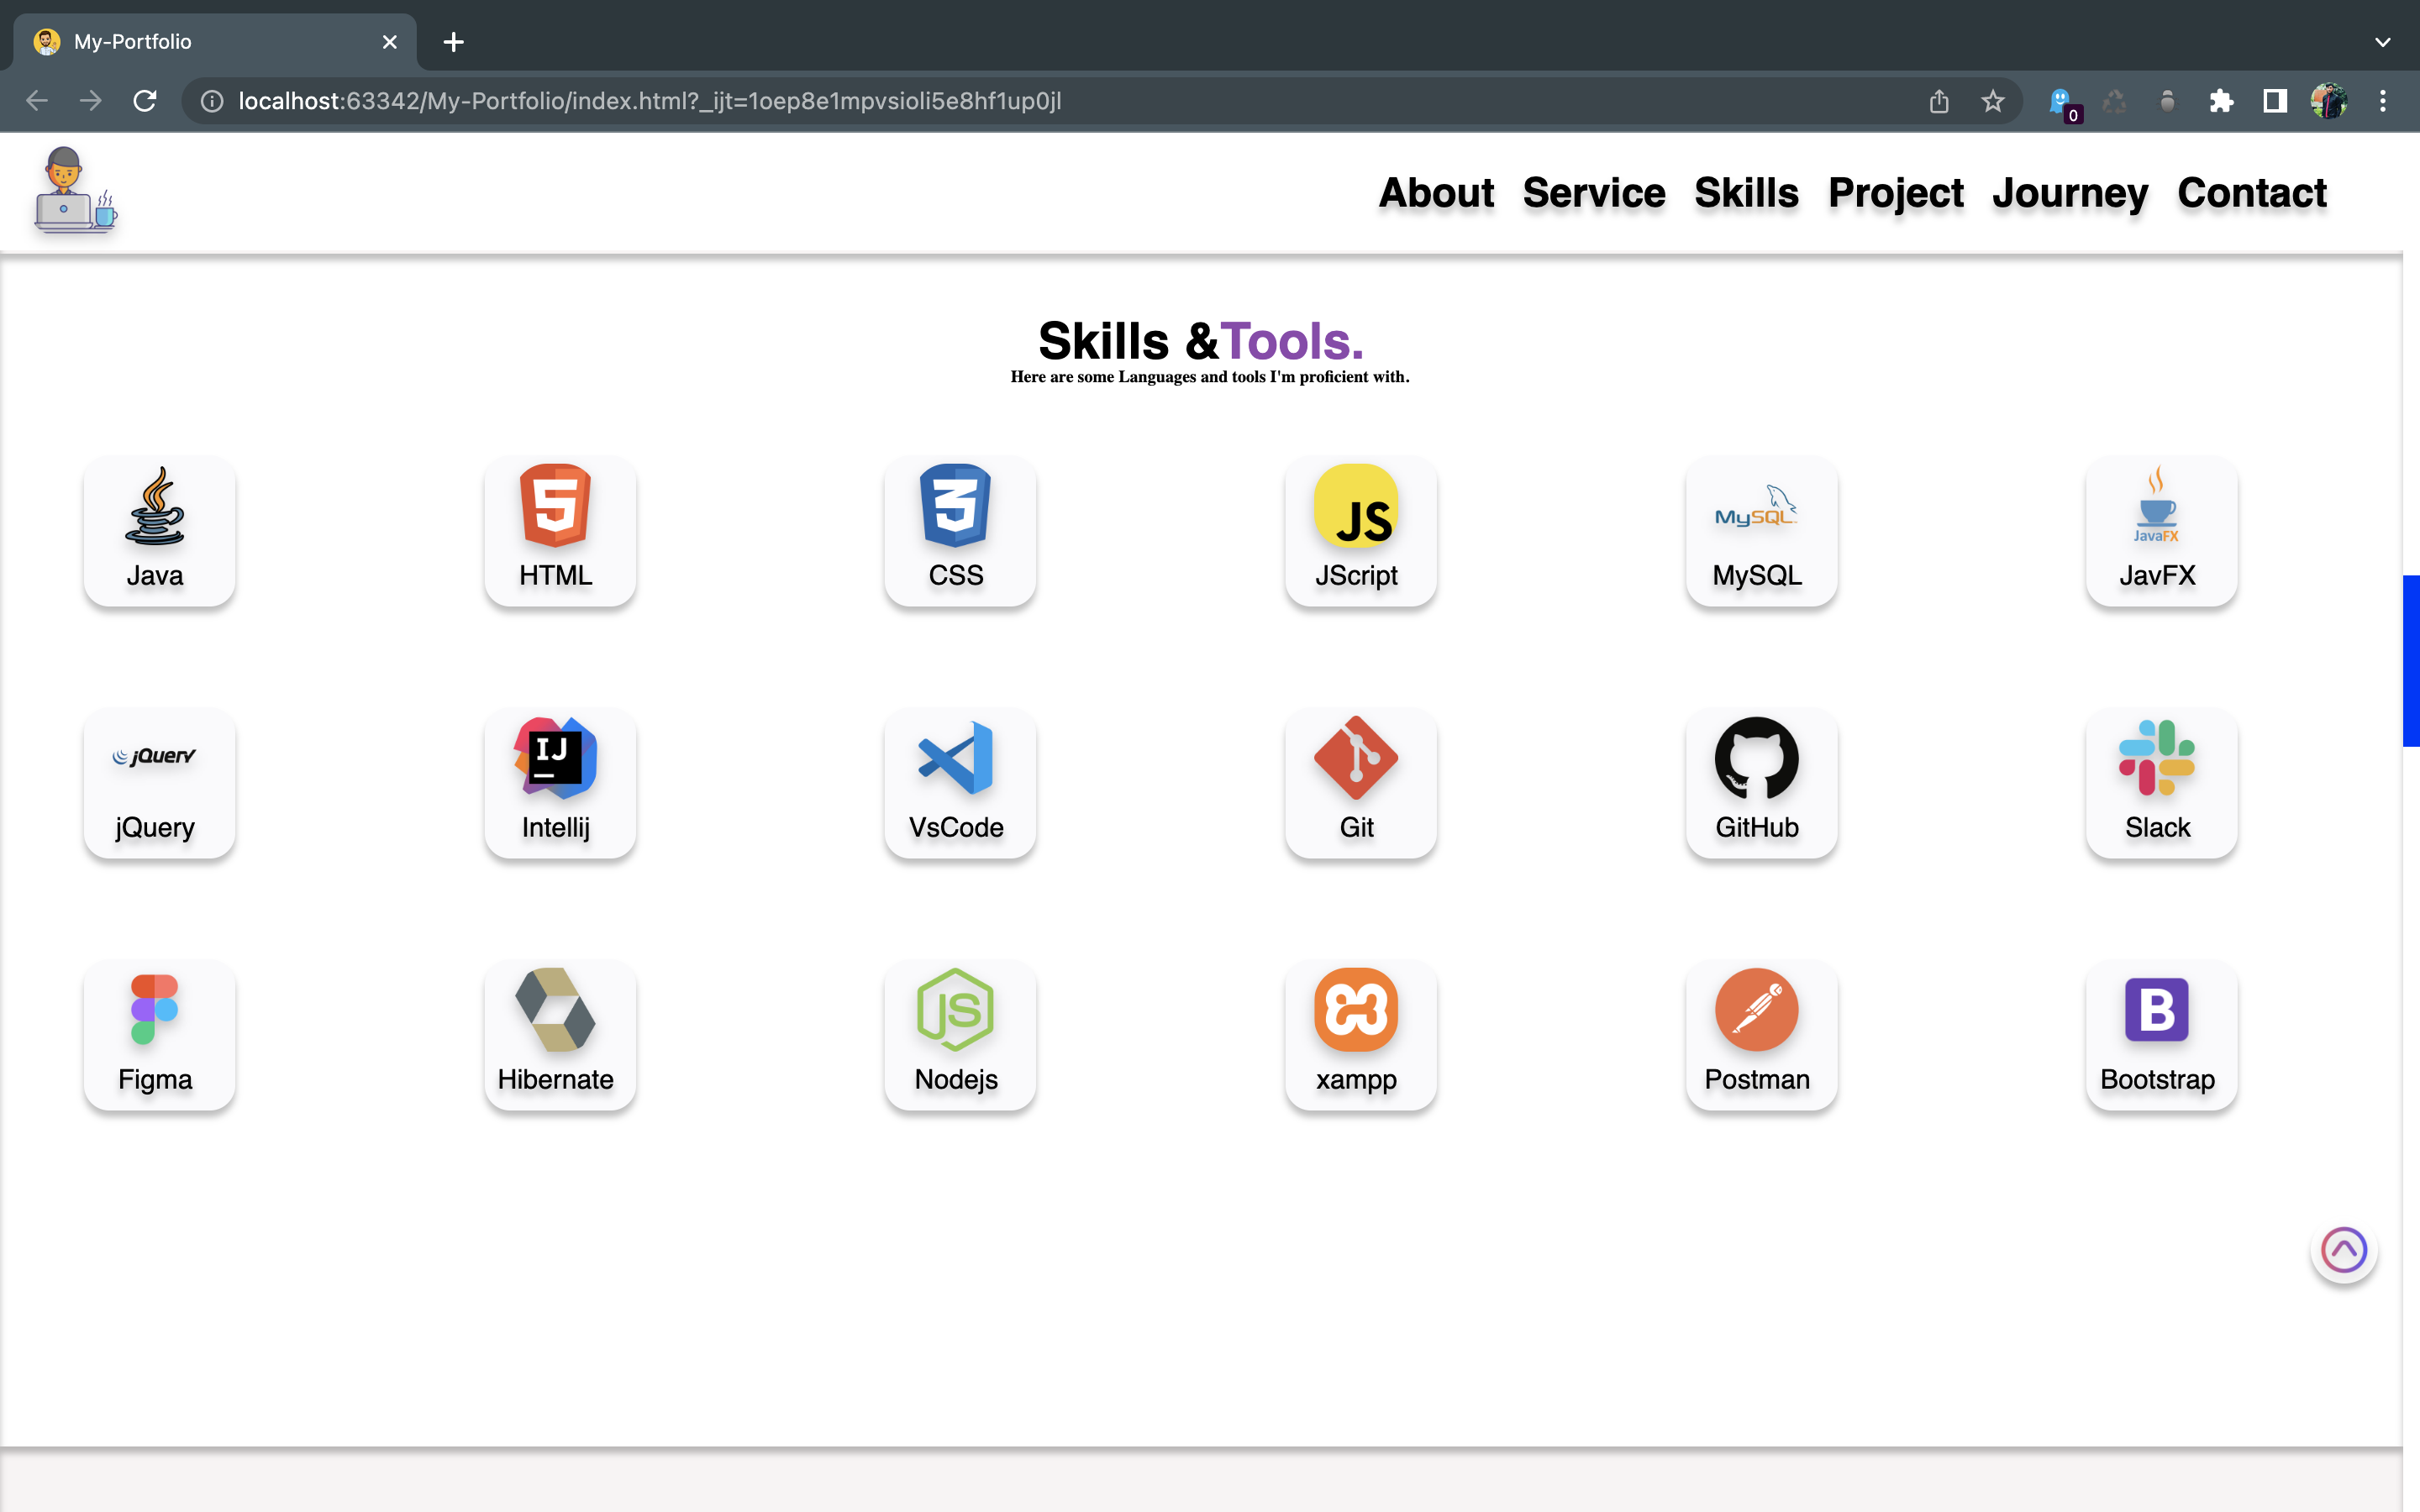 My-Portfolio
localhost:63342/My-Portfolio/index.html?_ijt=1oep8e1mpvsioli5e8hf1up0jl
0
About Service Skills Project Journey Contact
Skills &Tools.
Here are some Languages and tools I'm proficient with.
JS
MySQL
JavaFX
Java HTML CSS JScript MySQL JavFX
jQuery
IJ
jQuery Intellij VsCode Git GitHub Slack
JS
B
Figma Hibernate Nodejs xampp Postman Bootstrap